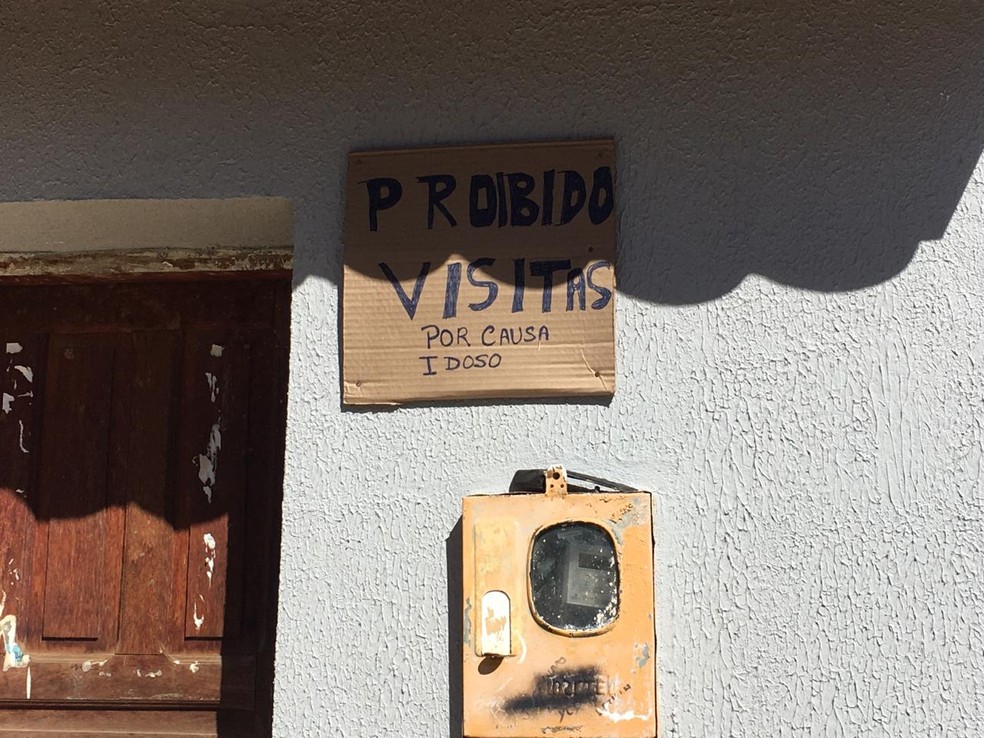 PROIBIDO
VISITAS
POR CAUSA
IDOSO